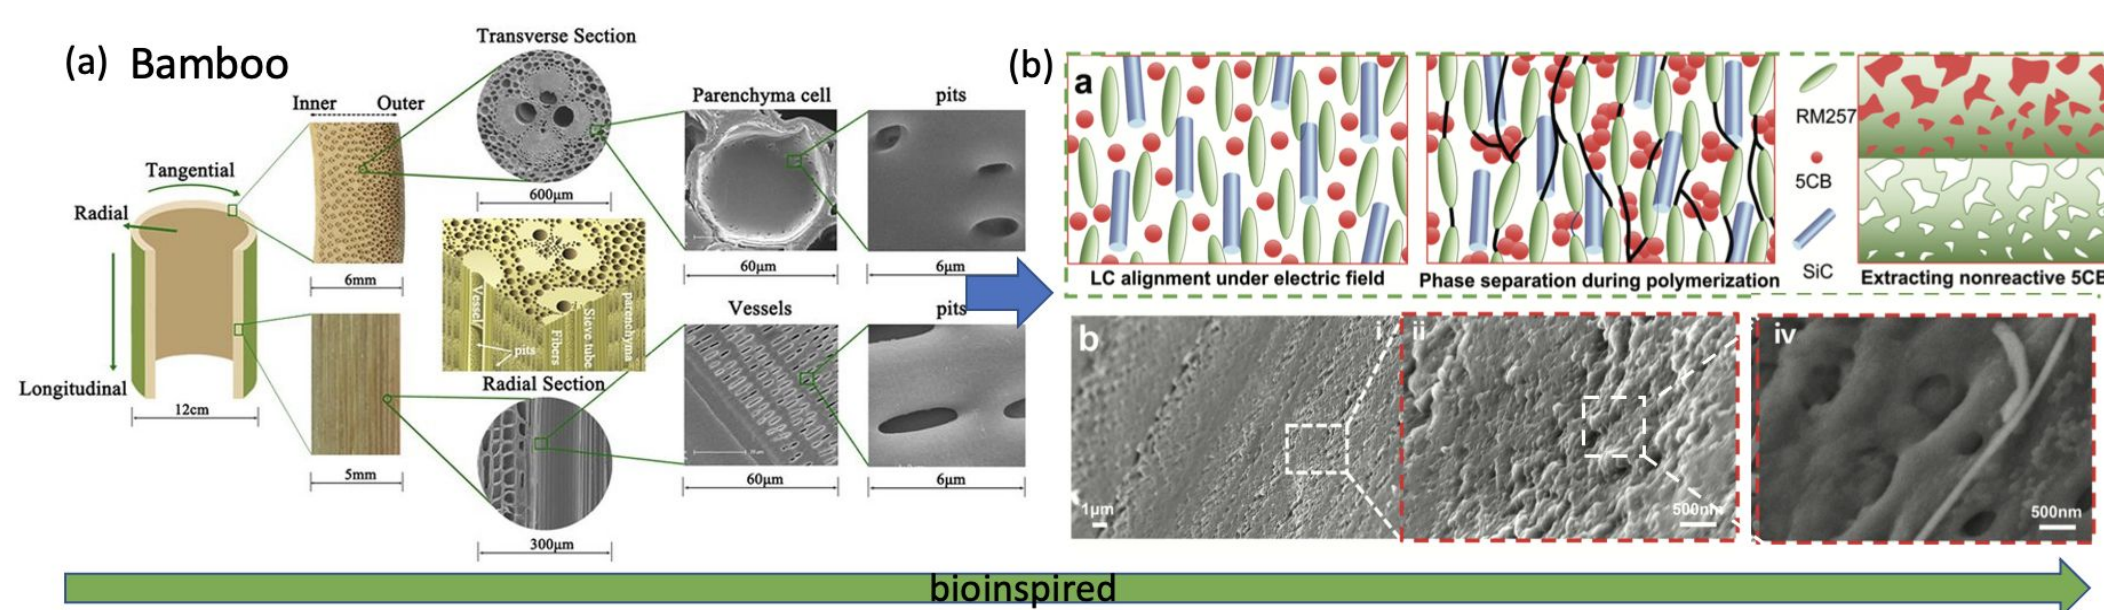 (a) Bamboo
Inner Outer
6mm
Tangential
Radial
Longitudinal
12cm
5mm
Transverse Section
600μm
Vessel
pits
Fibers
Sieve tube
parenchyma
Radial Section
300μm
Parenchyma cell
60μm
pits
6μm
Vessels
60μm
pits
6μm
(b)
a
LC alignment under electric field
Phase separation during polymerization
RM257
5CB
SiC
Extracting nonreactive 5CB
b
i
1μm
ii
500nm
iv
500nm
bioinspired